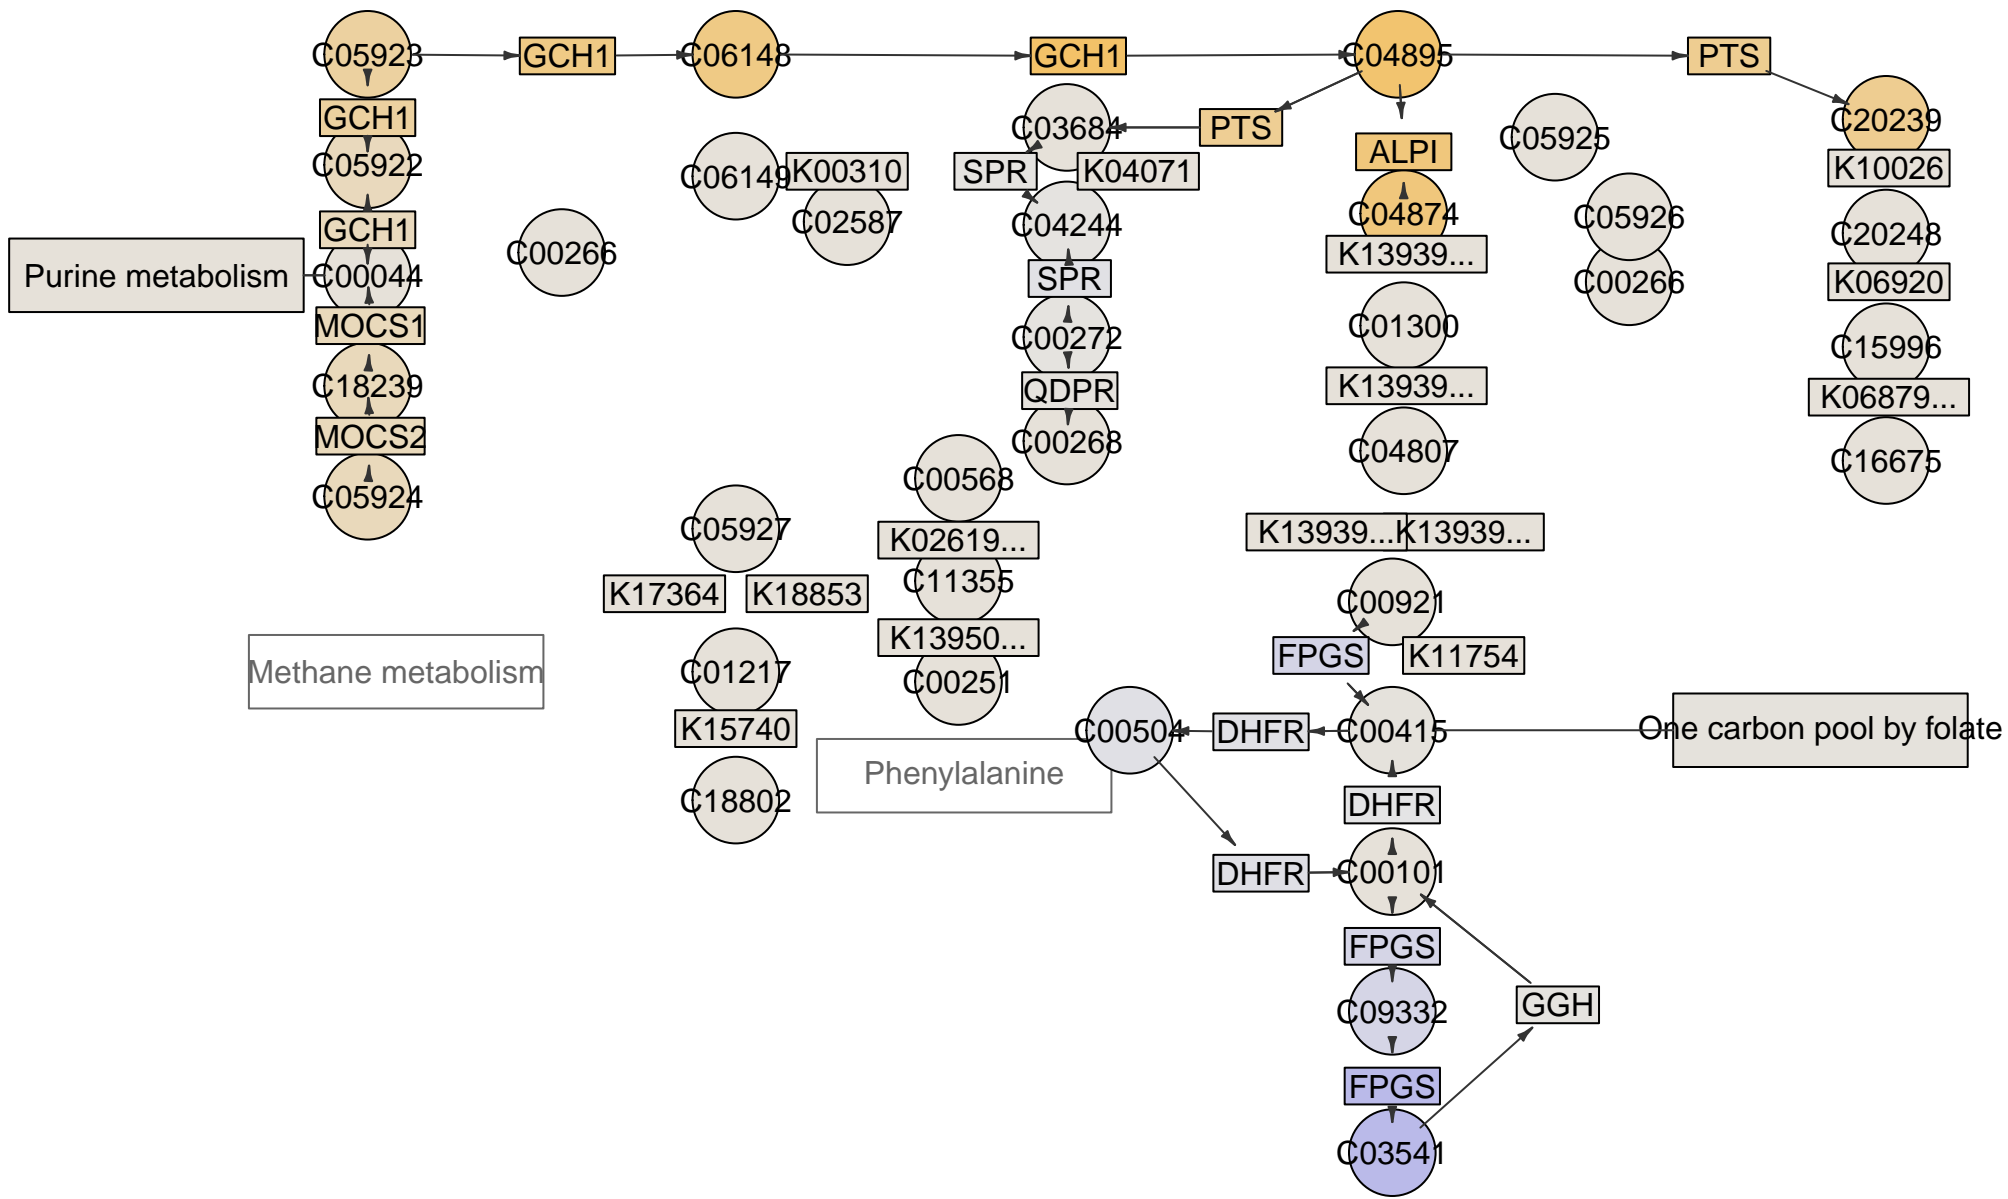 C05923
GCH1
C06148
GCH1
C04895
PTS
GCH1
C03684
PTS
C20239
C05925
ALPI
C05922
C06149
K00310
SPR
K04071
K10026
GCH1
C02587
C04244
C04874
C05926
C20248
C00266
K13939...
Purine metabolism
C00044
SPR
C00266
K06920
MOCS1
C00272
C01300
C15996
C18239
QDPR
K13939...
K06879...
MOCS2
C00268
C04807
C16675
C05924
C00568
C05927
K02619...
K13939...
K13939...
K17364
K18853
C11355
C00921
K13950...
FPGS
K11754
Methane metabolism
C01217
C00251
K15740
C00504
DHFR
C00415
One carbon pool by folate
Phenylalanine
C18802
DHFR
DHFR
C00101
FPGS
C09332
GGH
FPGS
C03541